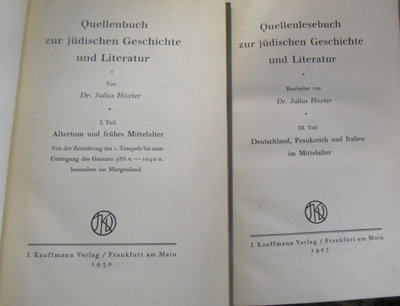 Quellenbuch
zur jüdischen Geschichte
und Literatur
Von
Dr. Julius Höxter
I. Teil
Altertum und frühes Mittelalter
Von der Zerstörung des 1. Tempels bis zum
Untergang des Gaonats 586 v. — 1040 n.
besonders im Morgenland
J. Kauffmann Verlag / Frankfurt am Main
1930
Quellenlesebuch
zur jüdischen Geschichte
und Literatur
Bearbeitet von
Dr. Julius Höxter
III. Teil
Deutschland, Frankreich und Italien
im Mittelalter
J. Kauffmann Verlag / Frankfurt am Main
1927